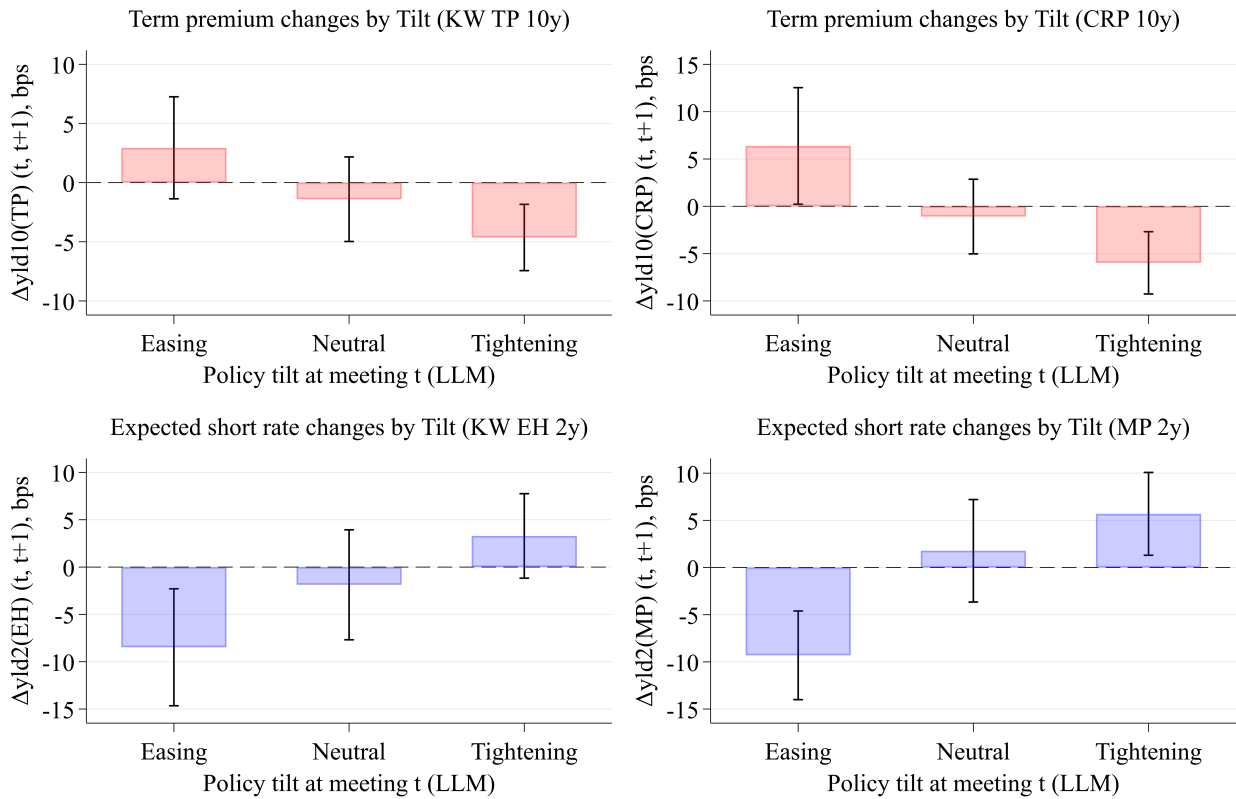 Term premium changes by Tilt (KW TP 10y)
Δyld10(TP) (t, t+1), bps
10
5
0
-5
-10
Easing Neutral Tightening
Policy tilt at meeting t (LLM)
Term premium changes by Tilt (CRP 10y)
Δyld10(CRP) (t, t+1), bps
15
10
5
0
-5
-10
Easing Neutral Tightening
Policy tilt at meeting t (LLM)
Expected short rate changes by Tilt (KW EH 2y)
Δyld2(EH) (t, t+1), bps
10
5
0
-5
-10
-15
Easing Neutral Tightening
Policy tilt at meeting t (LLM)
Expected short rate changes by Tilt (MP 2y)
Δyld2(MP) (t, t+1), bps
10
5
0
-5
-10
-15
Easing Neutral Tightening
Policy tilt at meeting t (LLM)